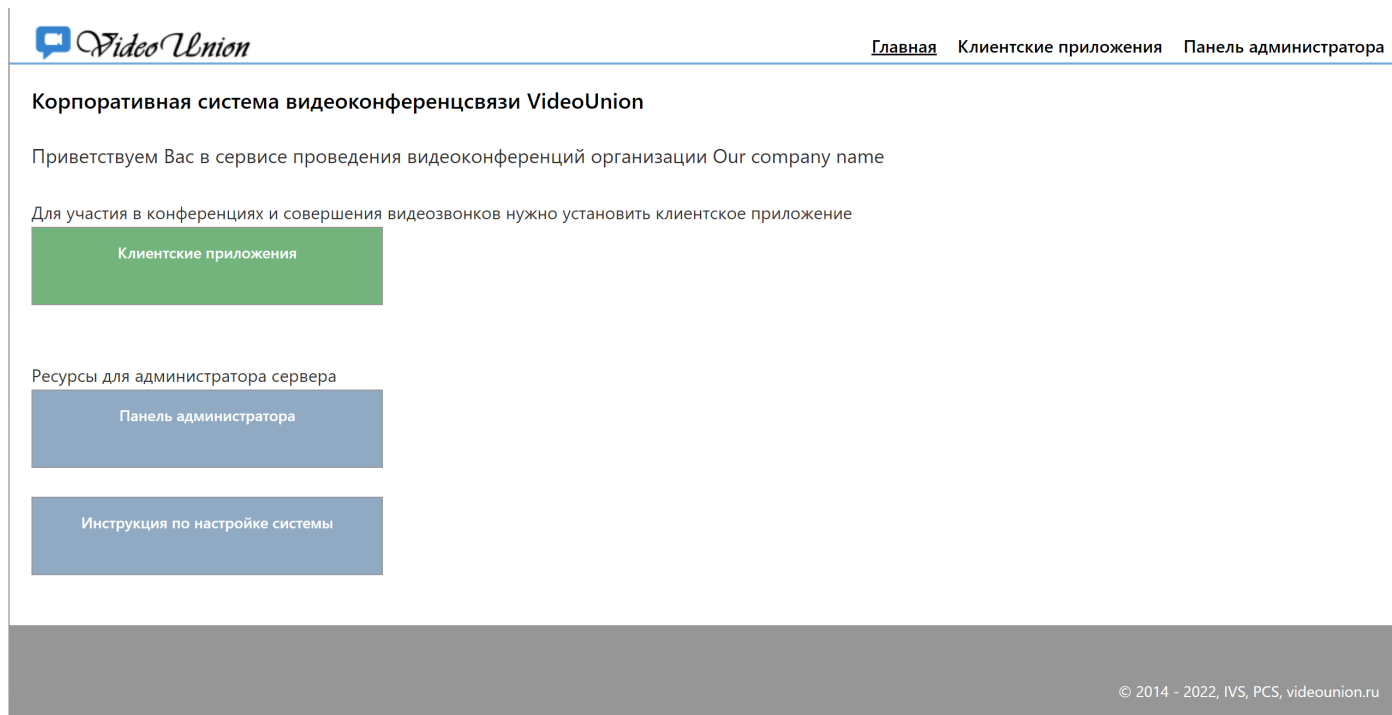 VideoUnion
Главная Клиентские приложения Панель администратора
Корпоративная система видеоконференцсвязи VideoUnion
Приветствуем Вас в сервисе проведения видеоконференций организации Our company name
Для участия в конференциях и совершения видеозвонков нужно установить клиентское приложение
Клиентские приложения
Ресурсы для администратора сервера
Панель администратора
Инструкция по настройке системы
© 2014 - 2022, IVS, PCS, videounion.ru